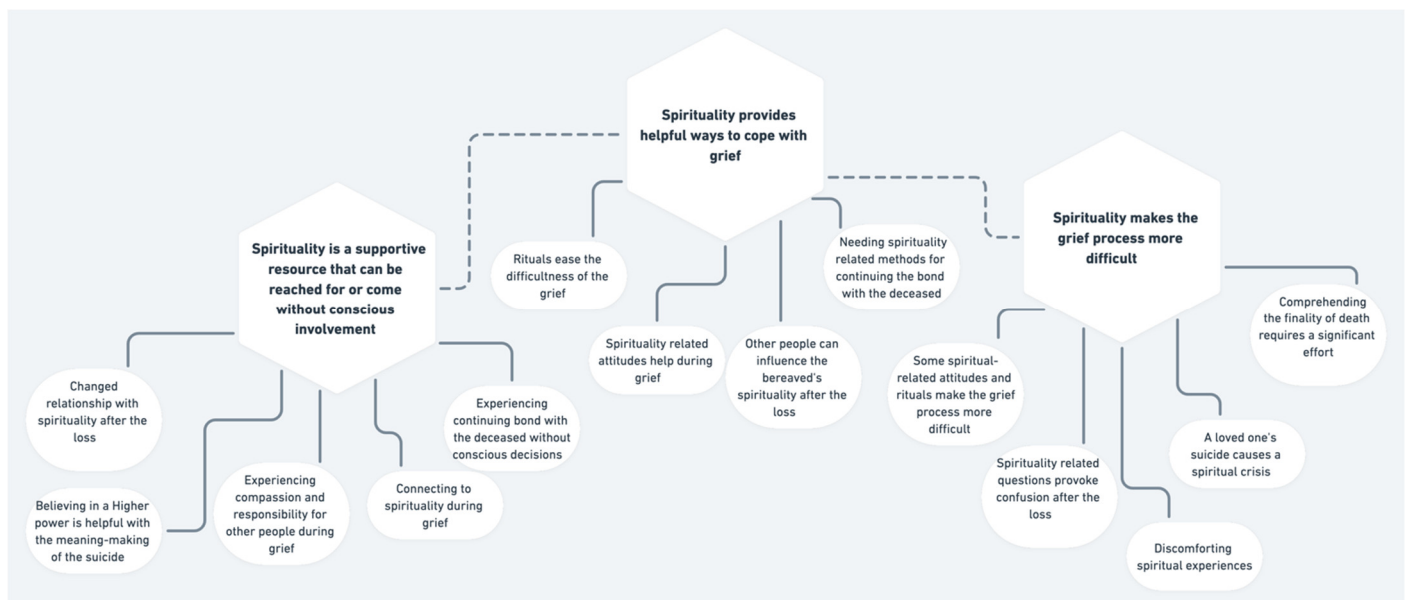 Spirituality provides
helpful ways to cope with
grief
Spirituality is a supportive
resource that can be
reached for or come
without conscious
involvement
Spirituality makes the
grief process more
difficult
Rituals ease the
difficultness of the
grief
Spirituality related
attitudes help during
grief
Other people can
influence the
bereaved's
spirituality after the
loss
Needing spirituality
related methods for
continuing the bond
with the deceased
Changed
relationship with
spirituality after the
loss
Believing in a Higher
power is helpful with
the meaning-making
of the suicide
Experiencing
compassion and
responsibility for
other people during
grief
Connecting to
spirituality during
grief
Experiencing
continuing bond with
the deceased without
conscious decisions
Some spiritual-
related attitudes and
rituals make the grief
process more
difficult
Spirituality related
questions provoke
confusion after the
loss
Discomforting
spiritual experiences
A loved one's
suicide causes a
spiritual crisis
Comprehending
the finality of death
requires a significant
effort